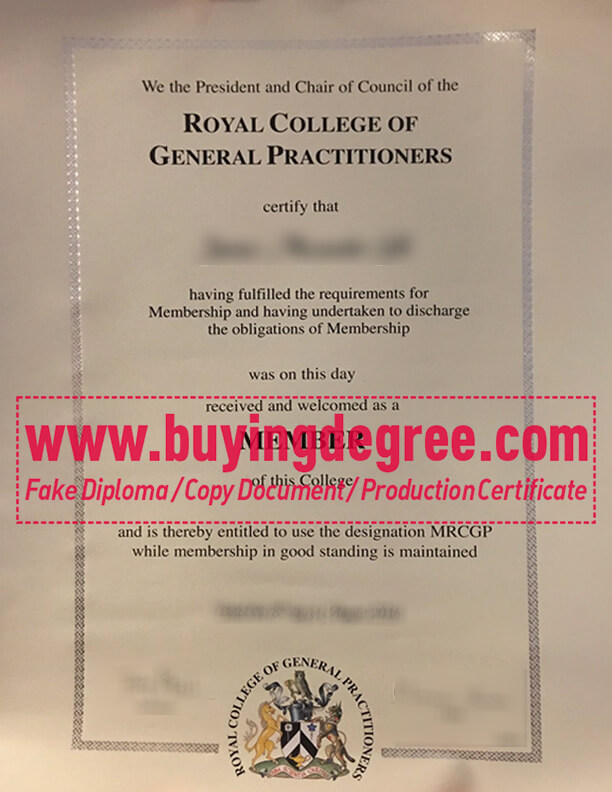 We the President and Chair of Council of the
ROYAL COLLEGE OF
GENERAL PRACTITIONERS
certify that
having fulfilled the requirements for
Membership and having undertaken to discharge
the obligations of Membership
was on this day
received and welcomed as a
MEMBER
www.buyingdegree.com
of this College
Fake Diploma / Copy Document / Production Certificate
and is thereby entitled to use the designation MRCGP
while membership in good standing is maintained
ROYAL COLLEGE OF GENERAL PRACTITIONERS